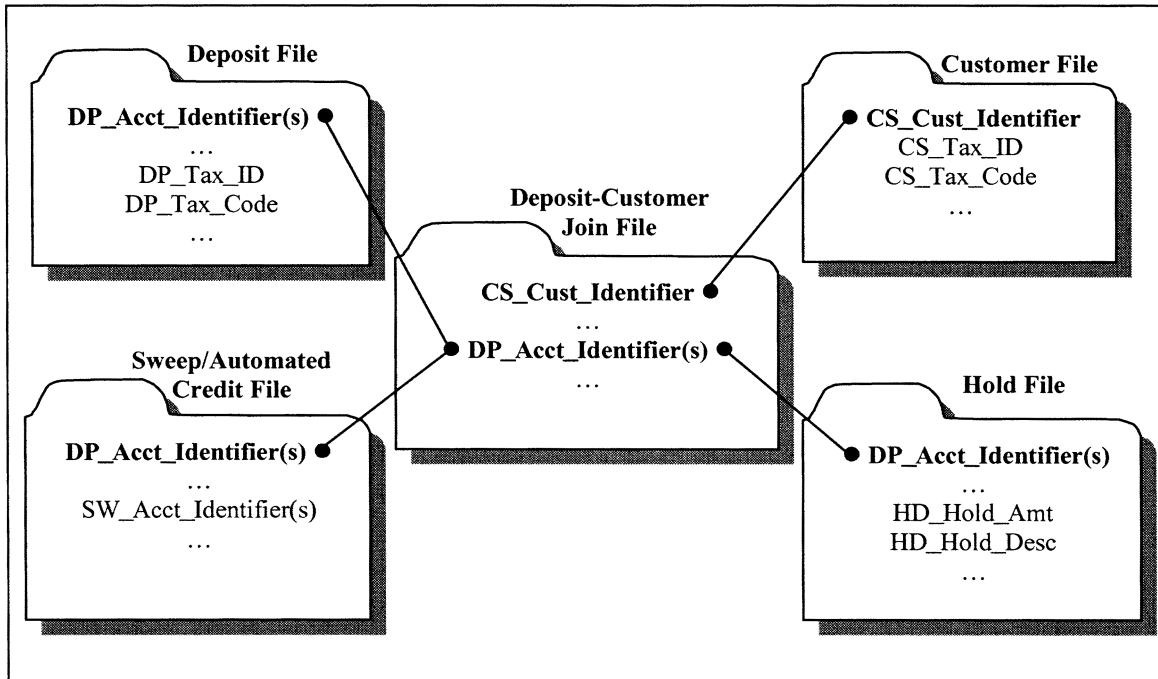 Deposit File
DP_Acct_Identifier(s)
…
DP_Tax_ID
DP_Tax_Code
…
Customer File
CS_Cust_Identifier
CS_Tax_ID
CS_Tax_Code
…
Deposit-Customer
Join File
CS_Cust_Identifier
…
DP_Acct_Identifier(s)
…
Sweep/Automated
Credit File
DP_Acct_Identifier(s)
…
SW_Acct_Identifier(s)
…
Hold File
DP_Acct_Identifier(s)
…
HD_Hold_Amt
HD_Hold_Desc
…